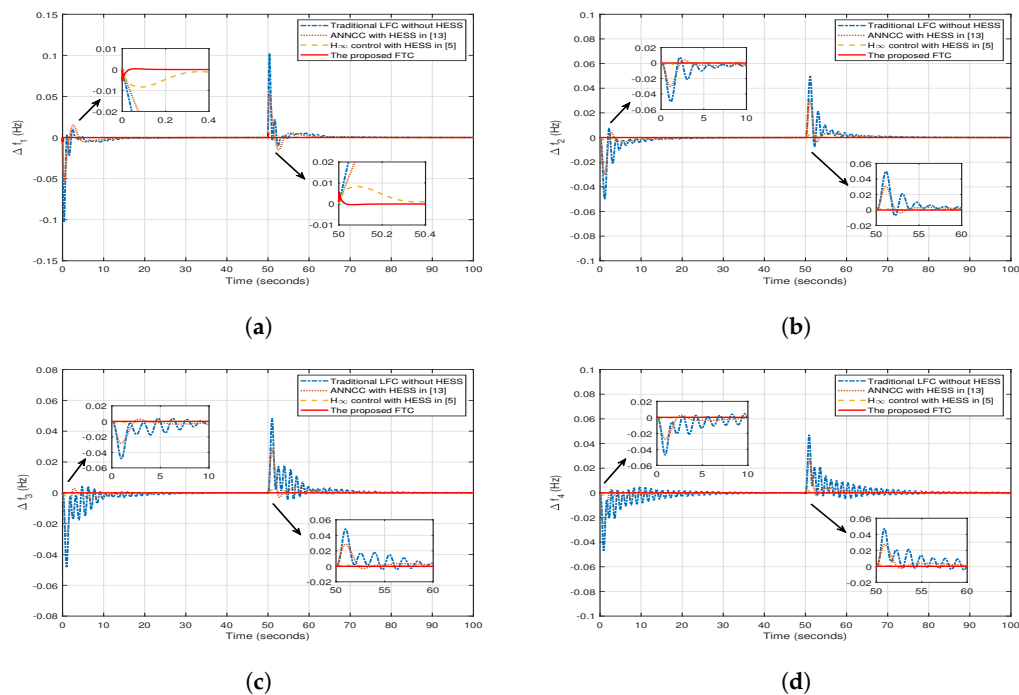 Traditional LFC without HESS
ANNCC with HESS in [13]
H∞ control with HESS in [5]
The proposed FTC
0.15
0.1
0.05
0
-0.05
-0.1
-0.15
Δ f1 (Hz)
0 10 20 30 40 50 60 70 80 90 100
Time (seconds)
0.01
0
-0.01
-0.02
0 0.2 0.4
0.02
0.01
0
-0.01
50 50.2 50.4
(a)
Traditional LFC without HESS
ANNCC with HESS in [13]
H∞ control with HESS in [5]
The proposed FTC
0.1
0.08
0.06
0.04
0.02
0
-0.02
-0.04
-0.06
-0.08
-0.1
Δ f2 (Hz)
0 10 20 30 40 50 60 70 80 90 100
Time (seconds)
0.02
0
-0.02
-0.04
-0.06
0 5 10
0.06
0.04
0.02
0
-0.02
50 55 60
(b)
Traditional LFC without HESS
ANNCC with HESS in [13]
H∞ control with HESS in [5]
The proposed FTC
0.08
0.06
0.04
0.02
0
-0.02
-0.04
-0.06
-0.08
Δ f3 (Hz)
0 10 20 30 40 50 60 70 80 90 100
Time (seconds)
0.02
0
-0.02
-0.04
-0.06
0 5 10
0.06
0.04
0.02
0
-0.02
50 55 60
(c)
Traditional LFC without HESS
ANNCC with HESS in [13]
H∞ control with HESS in [5]
The proposed FTC
0.1
0.08
0.06
0.04
0.02
0
-0.02
-0.04
-0.06
-0.08
-0.1
Δ f4 (Hz)
0 10 20 30 40 50 60 70 80 90 100
Time (seconds)
0.02
0
-0.02
-0.04
-0.06
0 5 10
0.06
0.04
0.02
0
-0.02
50 55 60
(d)